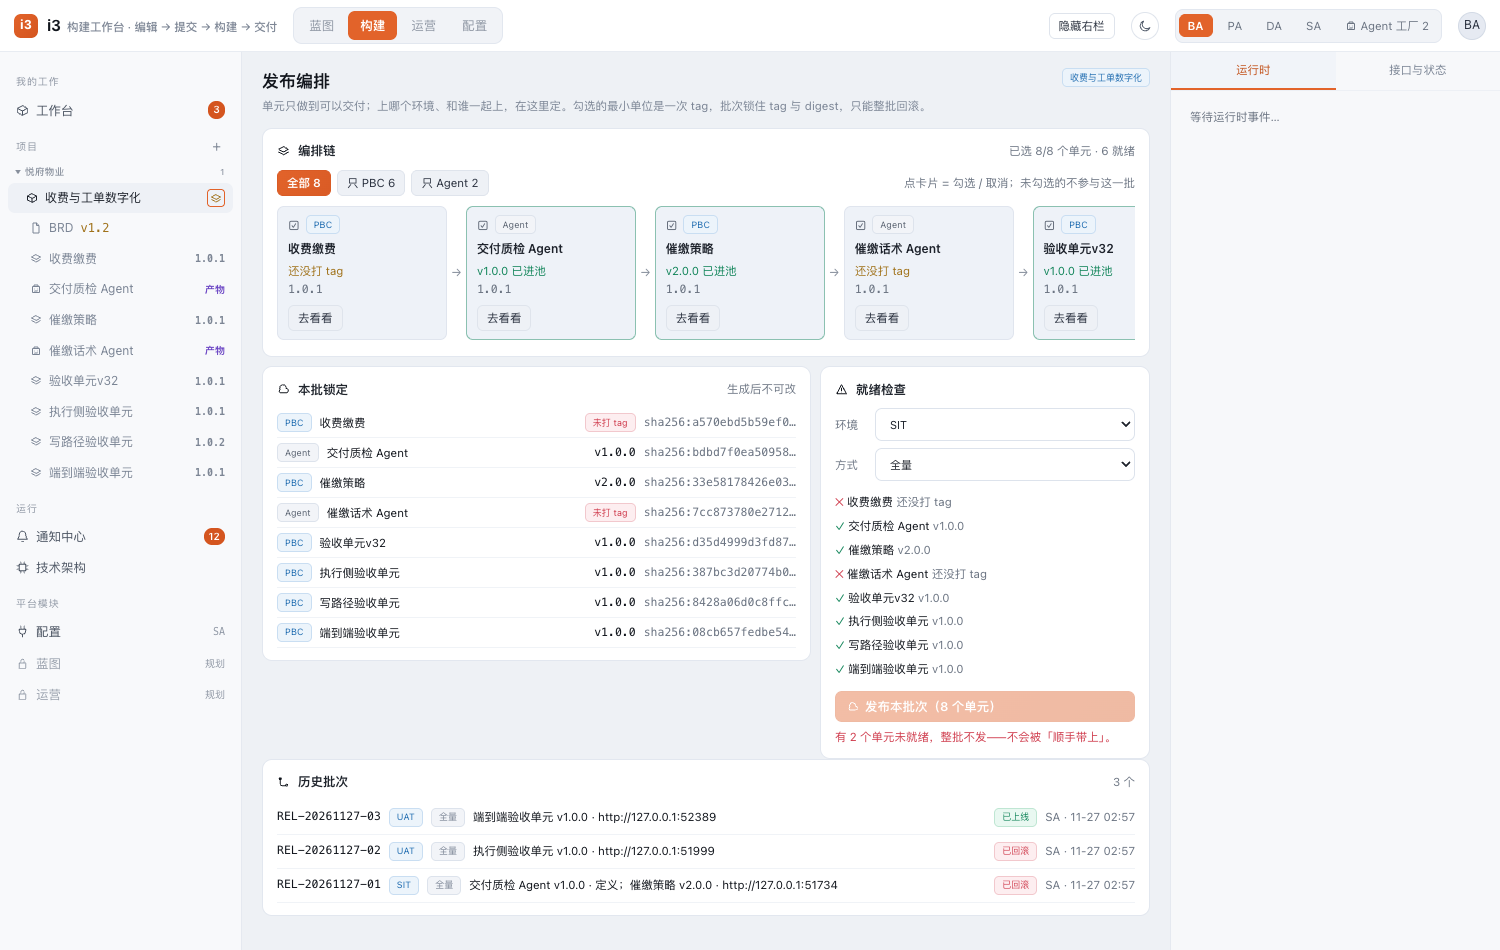 i3 i3 构建工作台 · 编辑 → 提交 → 构建 → 交付 蓝图 构建 运营 配置 隐藏右栏 BA PA DA SA Agent 工厂 2 BA
我的工作
工作台 3
项目 +
悦府物业 1
收费与工单数字化
BRD v1.2
收费缴费 1.0.1
交付质检 Agent 产物
催缴策略 1.0.1
催缴话术 Agent 产物
验收单元v32 1.0.1
执行侧验收单元 1.0.1
写路径验收单元 1.0.2
端到端验收单元 1.0.1
运行
通知中心 12
技术架构
平台模块
配置 SA
蓝图 规划
运营 规划
发布编排 收费与工单数字化
单元只做到可以交付；上哪个环境、和谁一起上，在这里定。勾选的最小单位是一次 tag，批次锁住 tag 与 digest，只能整批回滚。
编排链 已选 8/8 个单元 · 6 就绪
全部 8 只 PBC 6 只 Agent 2 点卡片 = 勾选 / 取消；未勾选的不参与这一批
PBC
收费缴费
还没打 tag
1.0.1
去看看
→
Agent
交付质检 Agent
v1.0.0 已进池
1.0.1
去看看
→
PBC
催缴策略
v2.0.0 已进池
1.0.1
去看看
→
Agent
催缴话术 Agent
还没打 tag
1.0.1
去看看
→
PBC
验收单元v32
v1.0.0 已进池
1.0.1
去看看
本批锁定 生成后不可改
PBC 收费缴费 未打 tag sha256:a570ebd5b59ef0…
Agent 交付质检 Agent v1.0.0 sha256:bdbd7f0ea50958…
PBC 催缴策略 v2.0.0 sha256:33e58178426e03…
Agent 催缴话术 Agent 未打 tag sha256:7cc873780e2712…
PBC 验收单元v32 v1.0.0 sha256:d35d4999d3fd87…
PBC 执行侧验收单元 v1.0.0 sha256:387bc3d20774b0…
PBC 写路径验收单元 v1.0.0 sha256:8428a06d0c8ffc…
PBC 端到端验收单元 v1.0.0 sha256:08cb657fedbe54…
就绪检查
环境 SIT
方式 全量
✕ 收费缴费 还没打 tag
✓ 交付质检 Agent v1.0.0
✓ 催缴策略 v2.0.0
✕ 催缴话术 Agent 还没打 tag
✓ 验收单元v32 v1.0.0
✓ 执行侧验收单元 v1.0.0
✓ 写路径验收单元 v1.0.0
✓ 端到端验收单元 v1.0.0
发布本批次（8 个单元）
有 2 个单元未就绪，整批不发——不会被「顺手带上」。
历史批次 3 个
REL-20261127-03 UAT 全量 端到端验收单元 v1.0.0 · http://127.0.0.1:52389 已上线 SA · 11-27 02:57
REL-20261127-02 UAT 全量 执行侧验收单元 v1.0.0 · http://127.0.0.1:51999 已回滚 SA · 11-27 02:57
REL-20261127-01 SIT 全量 交付质检 Agent v1.0.0 · 定义；催缴策略 v2.0.0 · http://127.0.0.1:51734 已回滚 SA · 11-27 02:57
运行时 接口与状态
等待运行时事件…